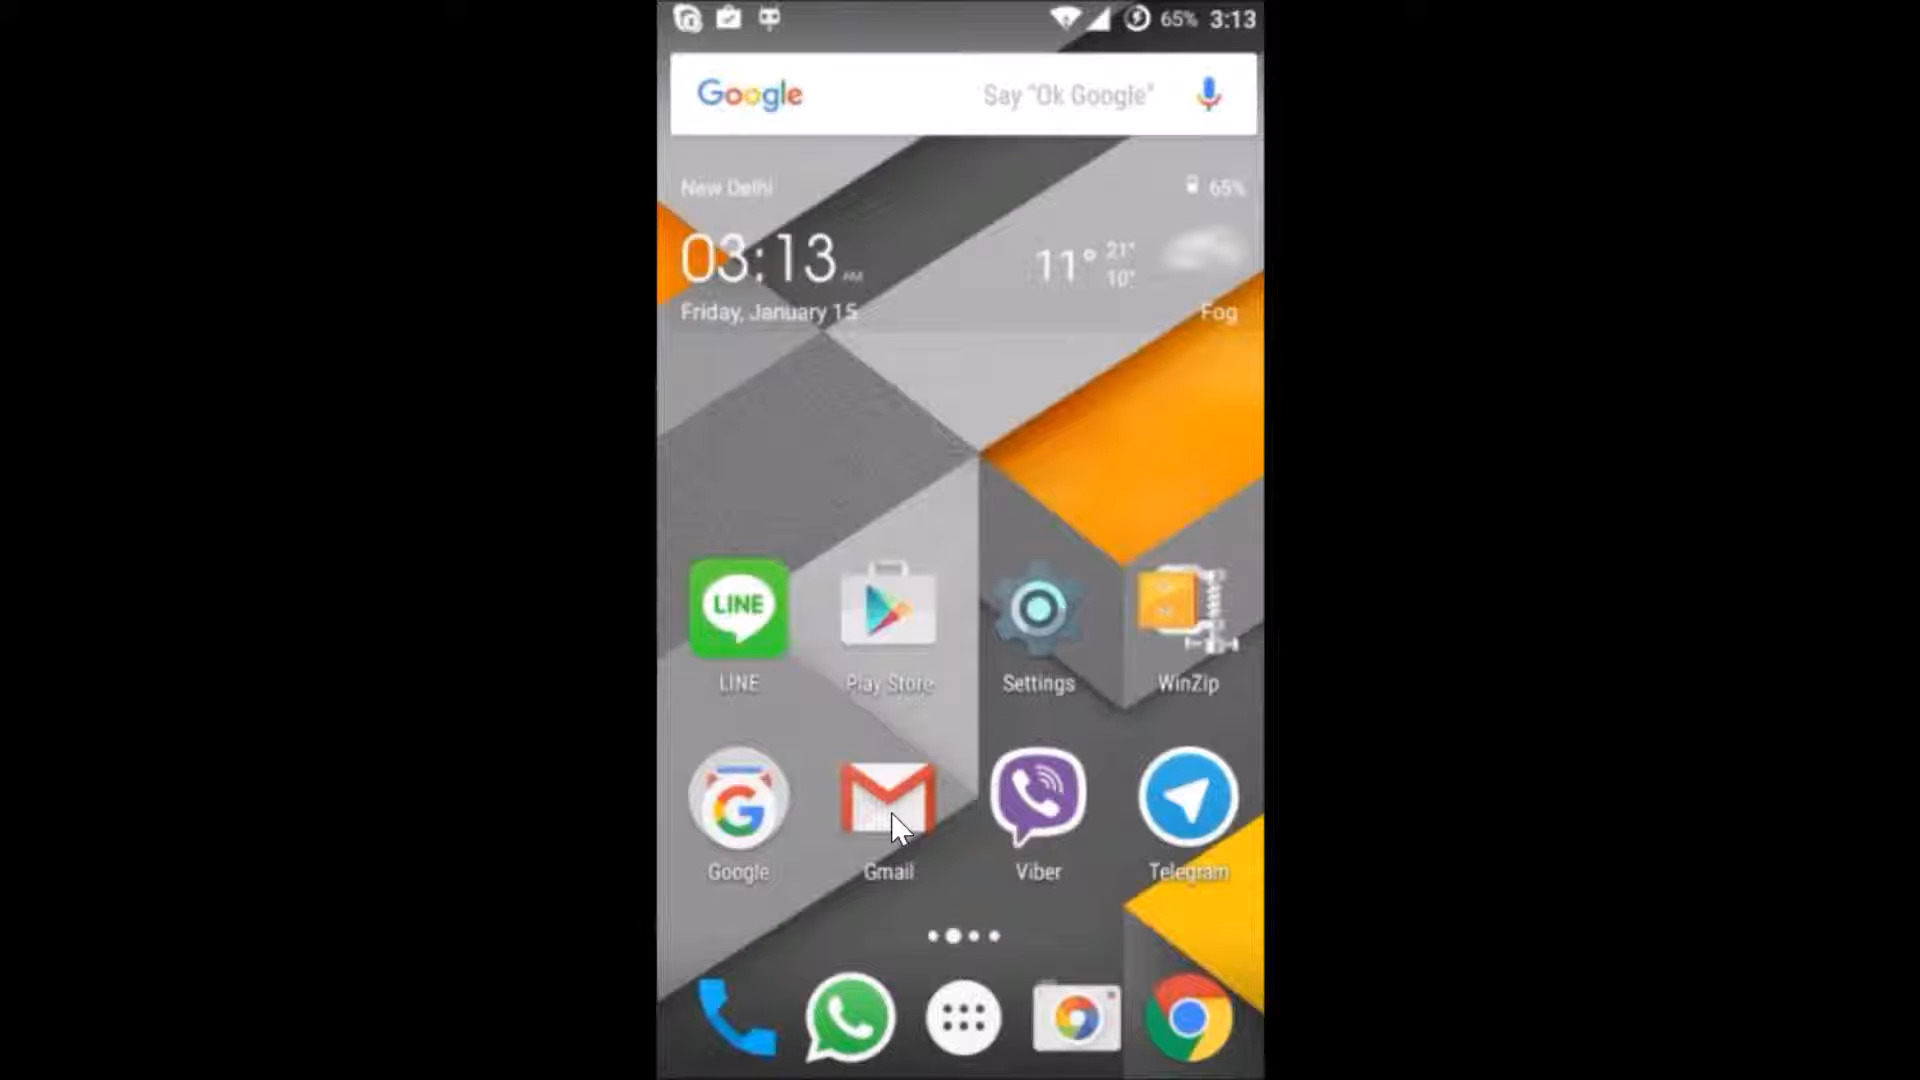 65% 3:13
Google Say "Ok Google"
New Delhi 65%
03:13 AM 11° 21° 10°
Friday, January 15 Fog
LINE
LINE Play Store Settings WinZip
G
Google Gmail Viber Telegram